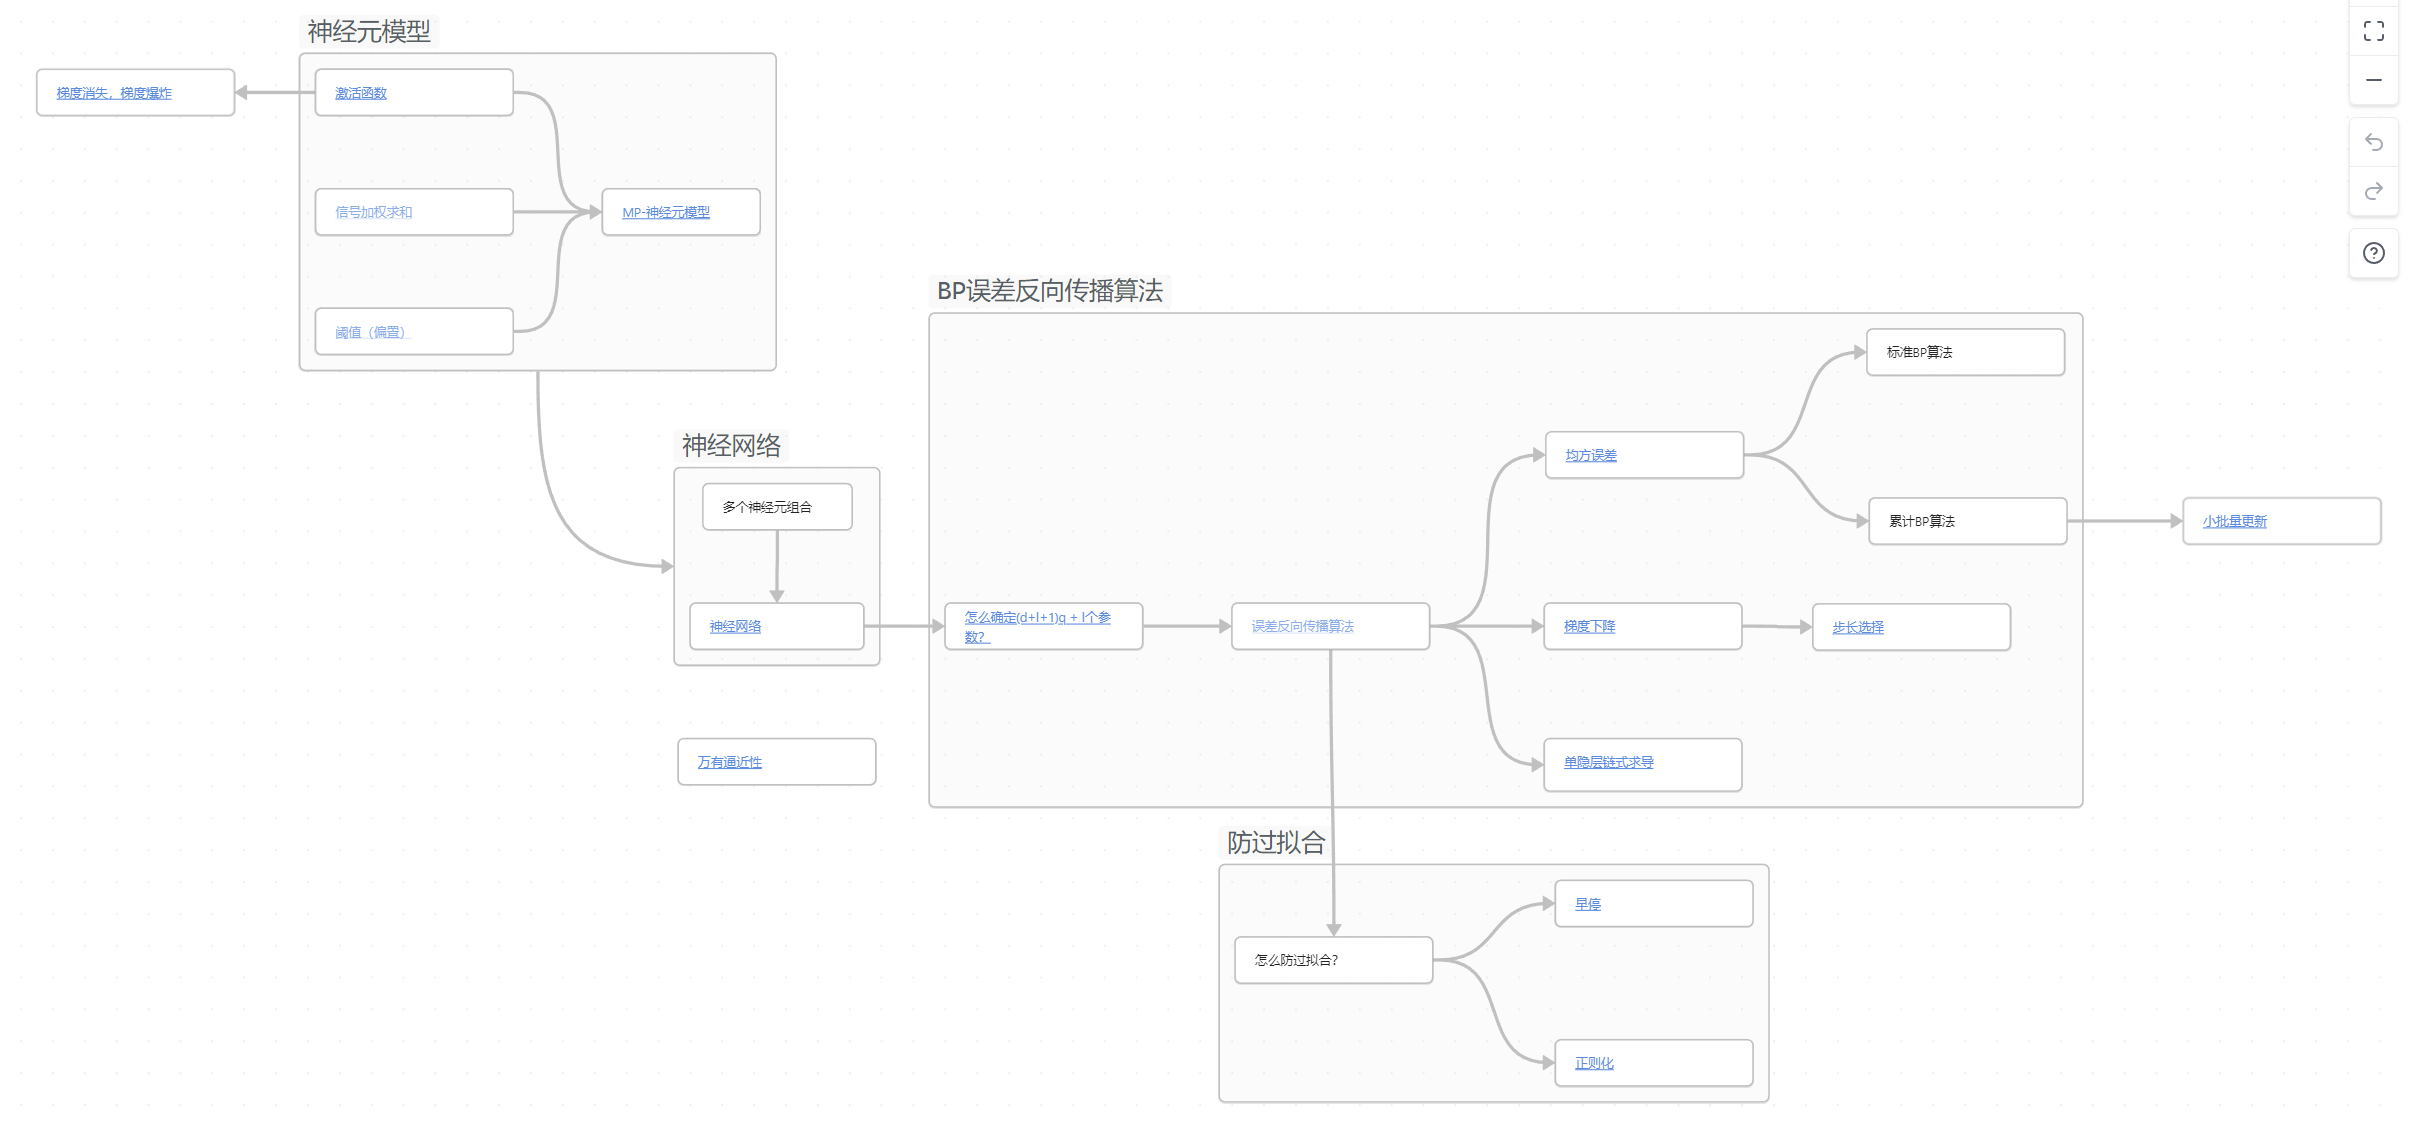 神经元模型
梯度消失，梯度爆炸
激活函数
信号加权求和
MP-神经元模型
阈值（偏置）
BP误差反向传播算法
标准BP算法
神经网络
均方误差
多个神经元组合
累计BP算法
小批量更新
神经网络
怎么确定(d+l+1)q + l个参
数？
误差反向传播算法
梯度下降
步长选择
万有逼近性
单隐层链式求导
防过拟合
早停
怎么防过拟合？
正则化